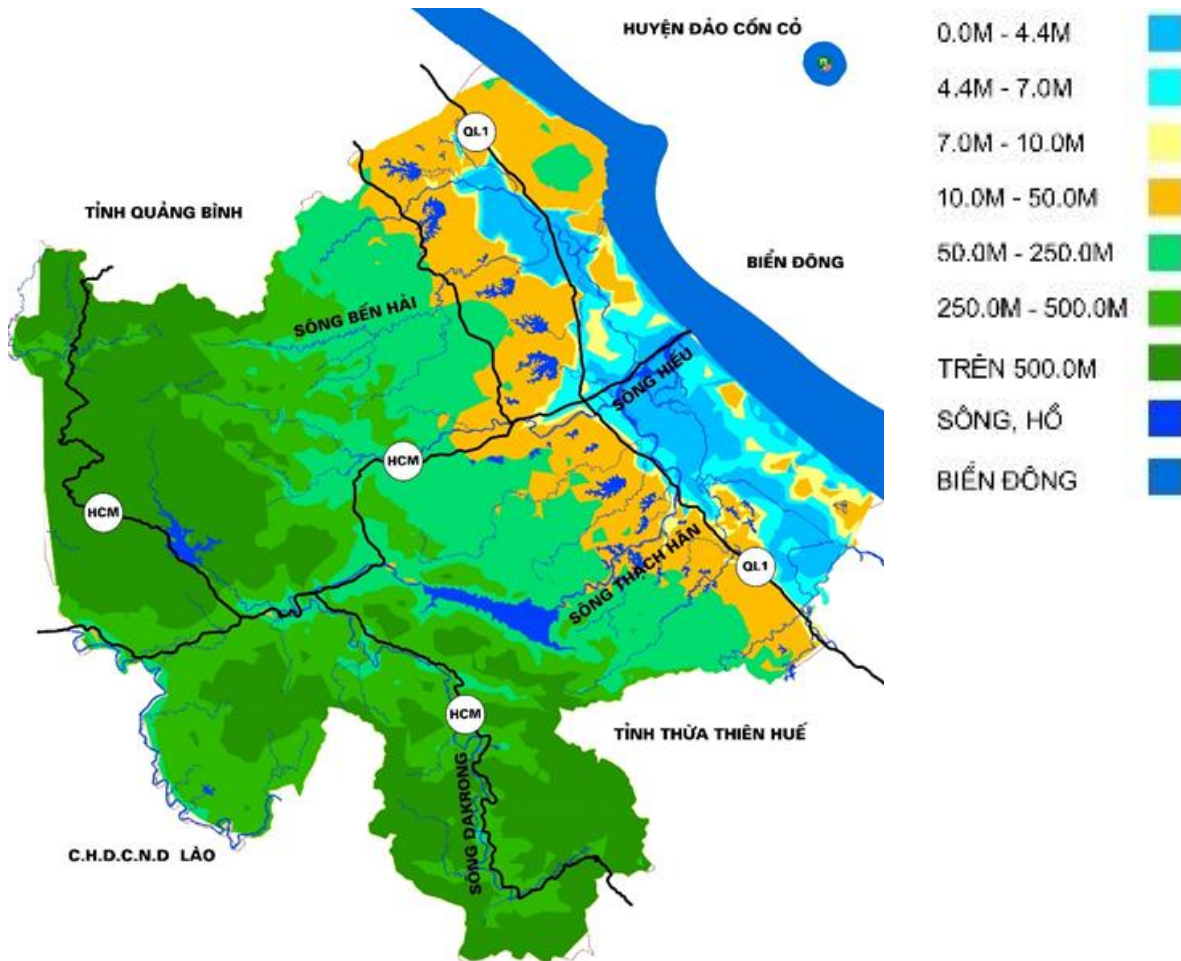 HUYỆN ĐẢO CỒN CỎ
QL1
TỈNH QUẢNG BÌNH
BIỂN ĐÔNG
SÔNG BẾN HẢI
SÔNG HIẾU
HCM
HCM
SÔNG THẠCH HÃN
QL1
HCM
TỈNH THỪA THIÊN HUẾ
SÔNG DAKRONG
C.H.D.C.N.D LÀO
0.0M - 4.4M
4.4M - 7.0M
7.0M - 10.0M
10.0M - 50.0M
50.0M - 250.0M
250.0M - 500.0M
TRÊN 500.0M
SÔNG, HỒ
BIỂN ĐÔNG